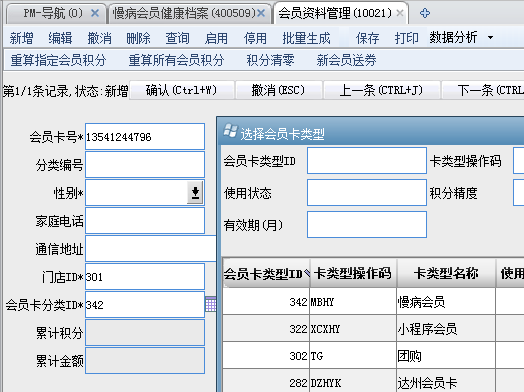 PM-导航(0) 慢病会员健康档案(400509) 会员资料管理(10021)
新增 编辑 撤消 删除 查询 启用 停用 批量生成 保存 打印 数据分析
重算指定会员积分 重算所有会员积分 积分清零 新会员送券
第1/1条记录,状态:新增 确认(Ctrl+W) 撤消(ESC) 上一条(CTRL+J) 下一条(CTRL
会员卡号* 13541244796
分类编号
性别*
家庭电话
通信地址
门店ID* 301
会员卡分类ID* 342
累计积分
累计金额
选择会员卡类型
会员卡类型ID 卡类型操作码
使用状态 积分精度
有效期(月)
会员卡类型ID 卡类型操作码 卡类型名称 使用
342 MBHY 慢病会员
322 XCXHY 小程序会员
302 TG 团购
282 DZHYK 达州会员卡